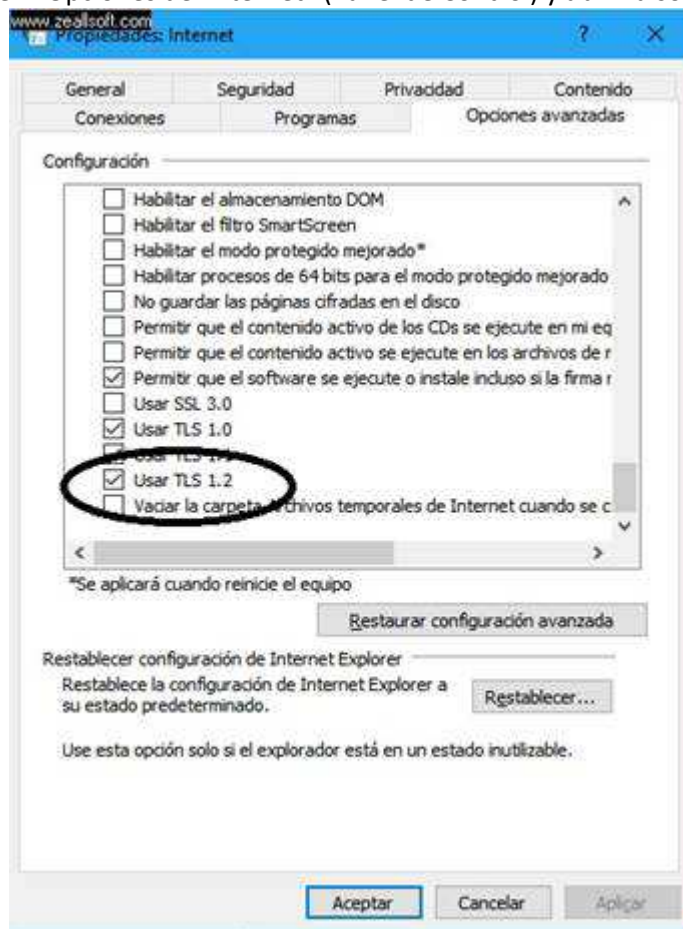 Opciones de Internet
www.zeallsoft.com
Propiedades: Internet
General Seguridad Privacidad Contenido
Conexiones Programas Opciones avanzadas
Configuración
Habilitar el almacenamiento DOM
Habilitar el filtro SmartScreen
Habilitar el modo protegido mejorado*
Habilitar procesos de 64 bits para el modo protegido mejorado
No guardar las páginas cifradas en el disco
Permitir que el contenido activo de los CDs se ejecute en mi eq
Permitir que el contenido activo se ejecute en los archivos de r
Permitir que el software se ejecute o instale incluso si la firma r
Usar SSL 3.0
Usar TLS 1.0
Usar TLS 1.1
Usar TLS 1.2
Vaciar la carpeta Archivos temporales de Internet cuando se c
*Se aplicará cuando reinicie el equipo
Restaurar configuración avanzada
Restablecer configuración de Internet Explorer
Restablece la configuración de Internet Explorer a
su estado predeterminado.
Restablecer...
Use esta opción solo si el explorador está en un estado inutilizable.
Aceptar Cancelar Aplicar